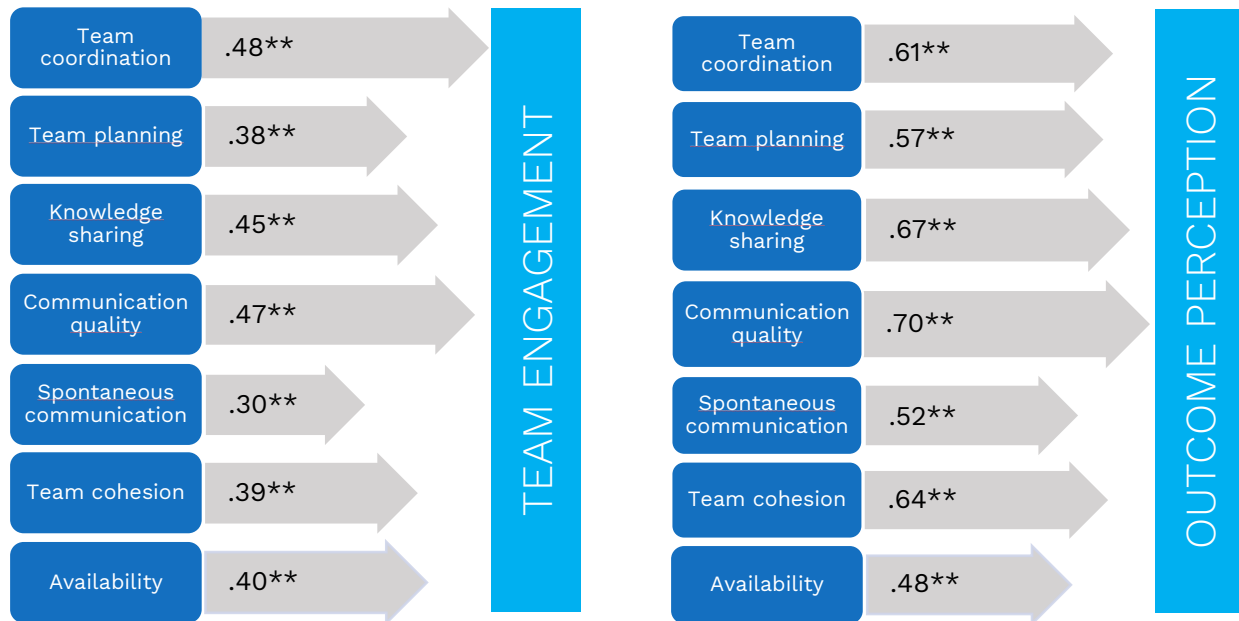 Team
coordination
.48**
Team planning
.38**
Knowledge
sharing
.45**
Communication
quality
.47**
Spontaneous
communication
.30**
Team cohesion
.39**
Availability
.40**
TEAM ENGAGEMENT
Team
coordination
.61**
Team planning
.57**
Knowledge
sharing
.67**
Communication
quality
.70**
Spontaneous
communication
.52**
Team cohesion
.64**
Availability
.48**
OUTCOME PERCEPTION